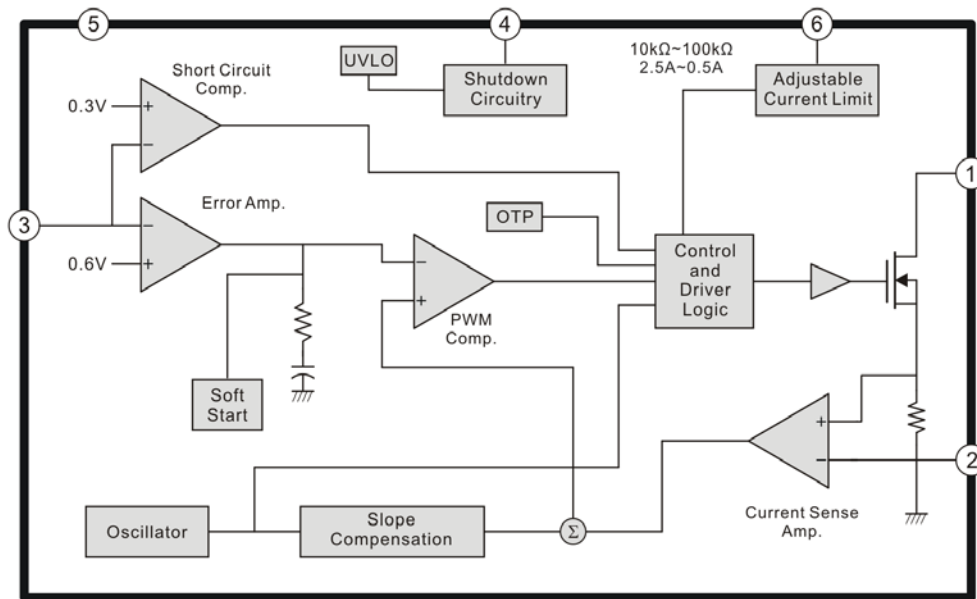 5
4
6
UVLO
Shutdown
Circuitry
10kΩ~100kΩ
2.5A~0.5A
Adjustable
Current Limit
Short Circuit
Comp.
0.3V
+
−
1
3
Error Amp.
−
0.6V
+
OTP
Control
and
Driver
Logic
−
+
PWM
Comp.
Soft
Start
+
−
2
Current Sense
Amp.
Oscillator
Slope
Compensation
Σ